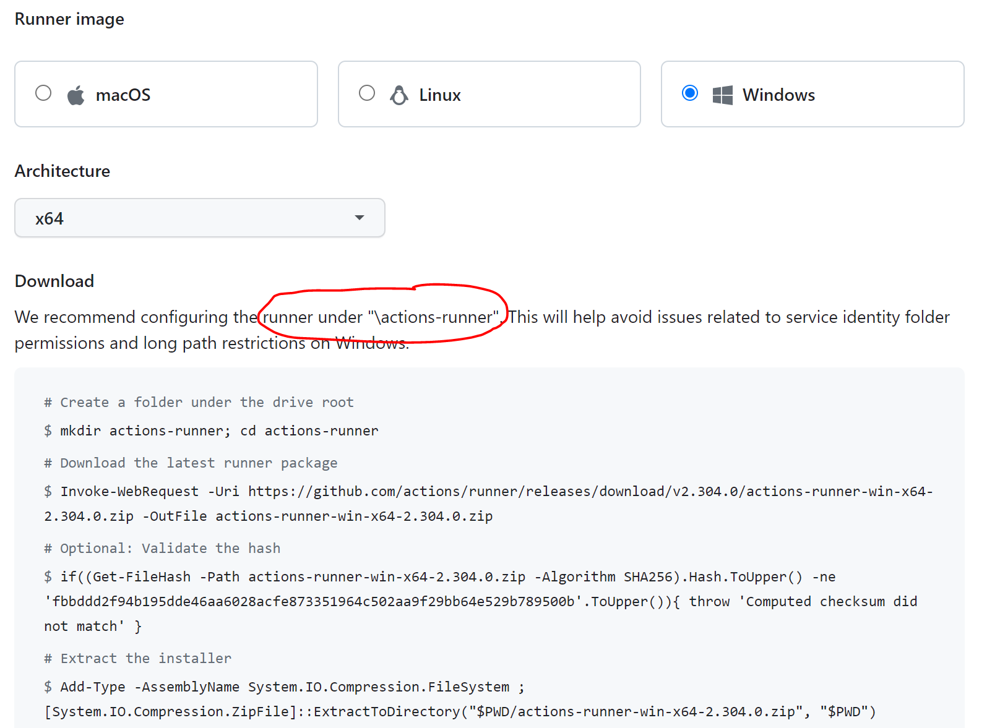 Runner image
macOS
Linux
Windows
Architecture
x64
Download
We recommend configuring the runner under "\actions-runner". This will help avoid issues related to service identity folder
permissions and long path restrictions on Windows.
# Create a folder under the drive root
$ mkdir actions-runner; cd actions-runner
# Download the latest runner package
$ Invoke-WebRequest -Uri https://github.com/actions/runner/releases/download/v2.304.0/actions-runner-win-x64-
2.304.0.zip -OutFile actions-runner-win-x64-2.304.0.zip
# Optional: Validate the hash
$ if((Get-FileHash -Path actions-runner-win-x64-2.304.0.zip -Algorithm SHA256).Hash.ToUpper() -ne
'fbbddd2f94b195dde46aa6028acfe873351964c502aa9f29bb64e529b789500b'.ToUpper()){ throw 'Computed checksum did
not match' }
# Extract the installer
$ Add-Type -AssemblyName System.IO.Compression.FileSystem ;
[System.IO.Compression.ZipFile]::ExtractToDirectory("$PWD/actions-runner-win-x64-2.304.0.zip", "$PWD")